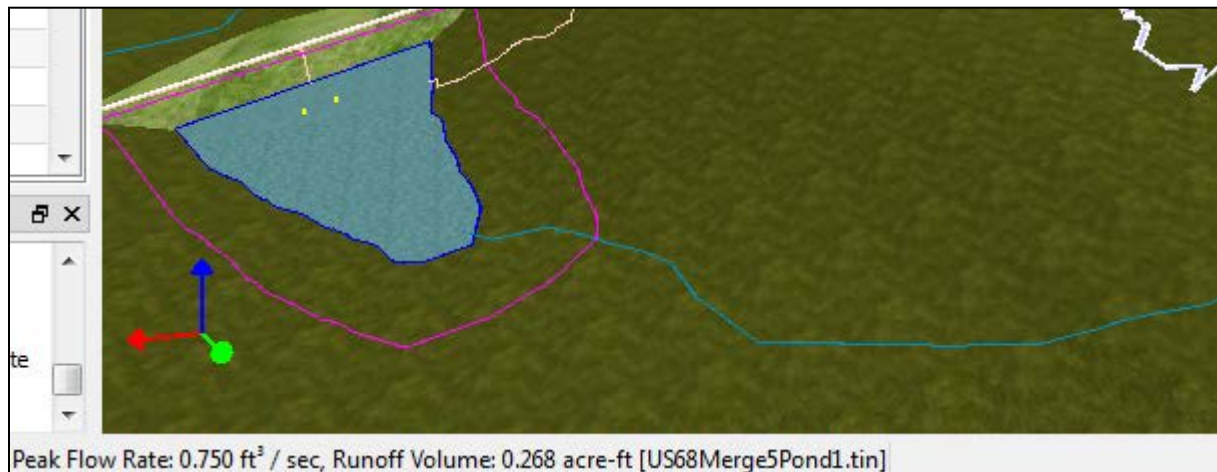 te
Peak Flow Rate: 0.750 ft³ / sec, Runoff Volume: 0.268 acre-ft [US68Merge5Pond1.tin]